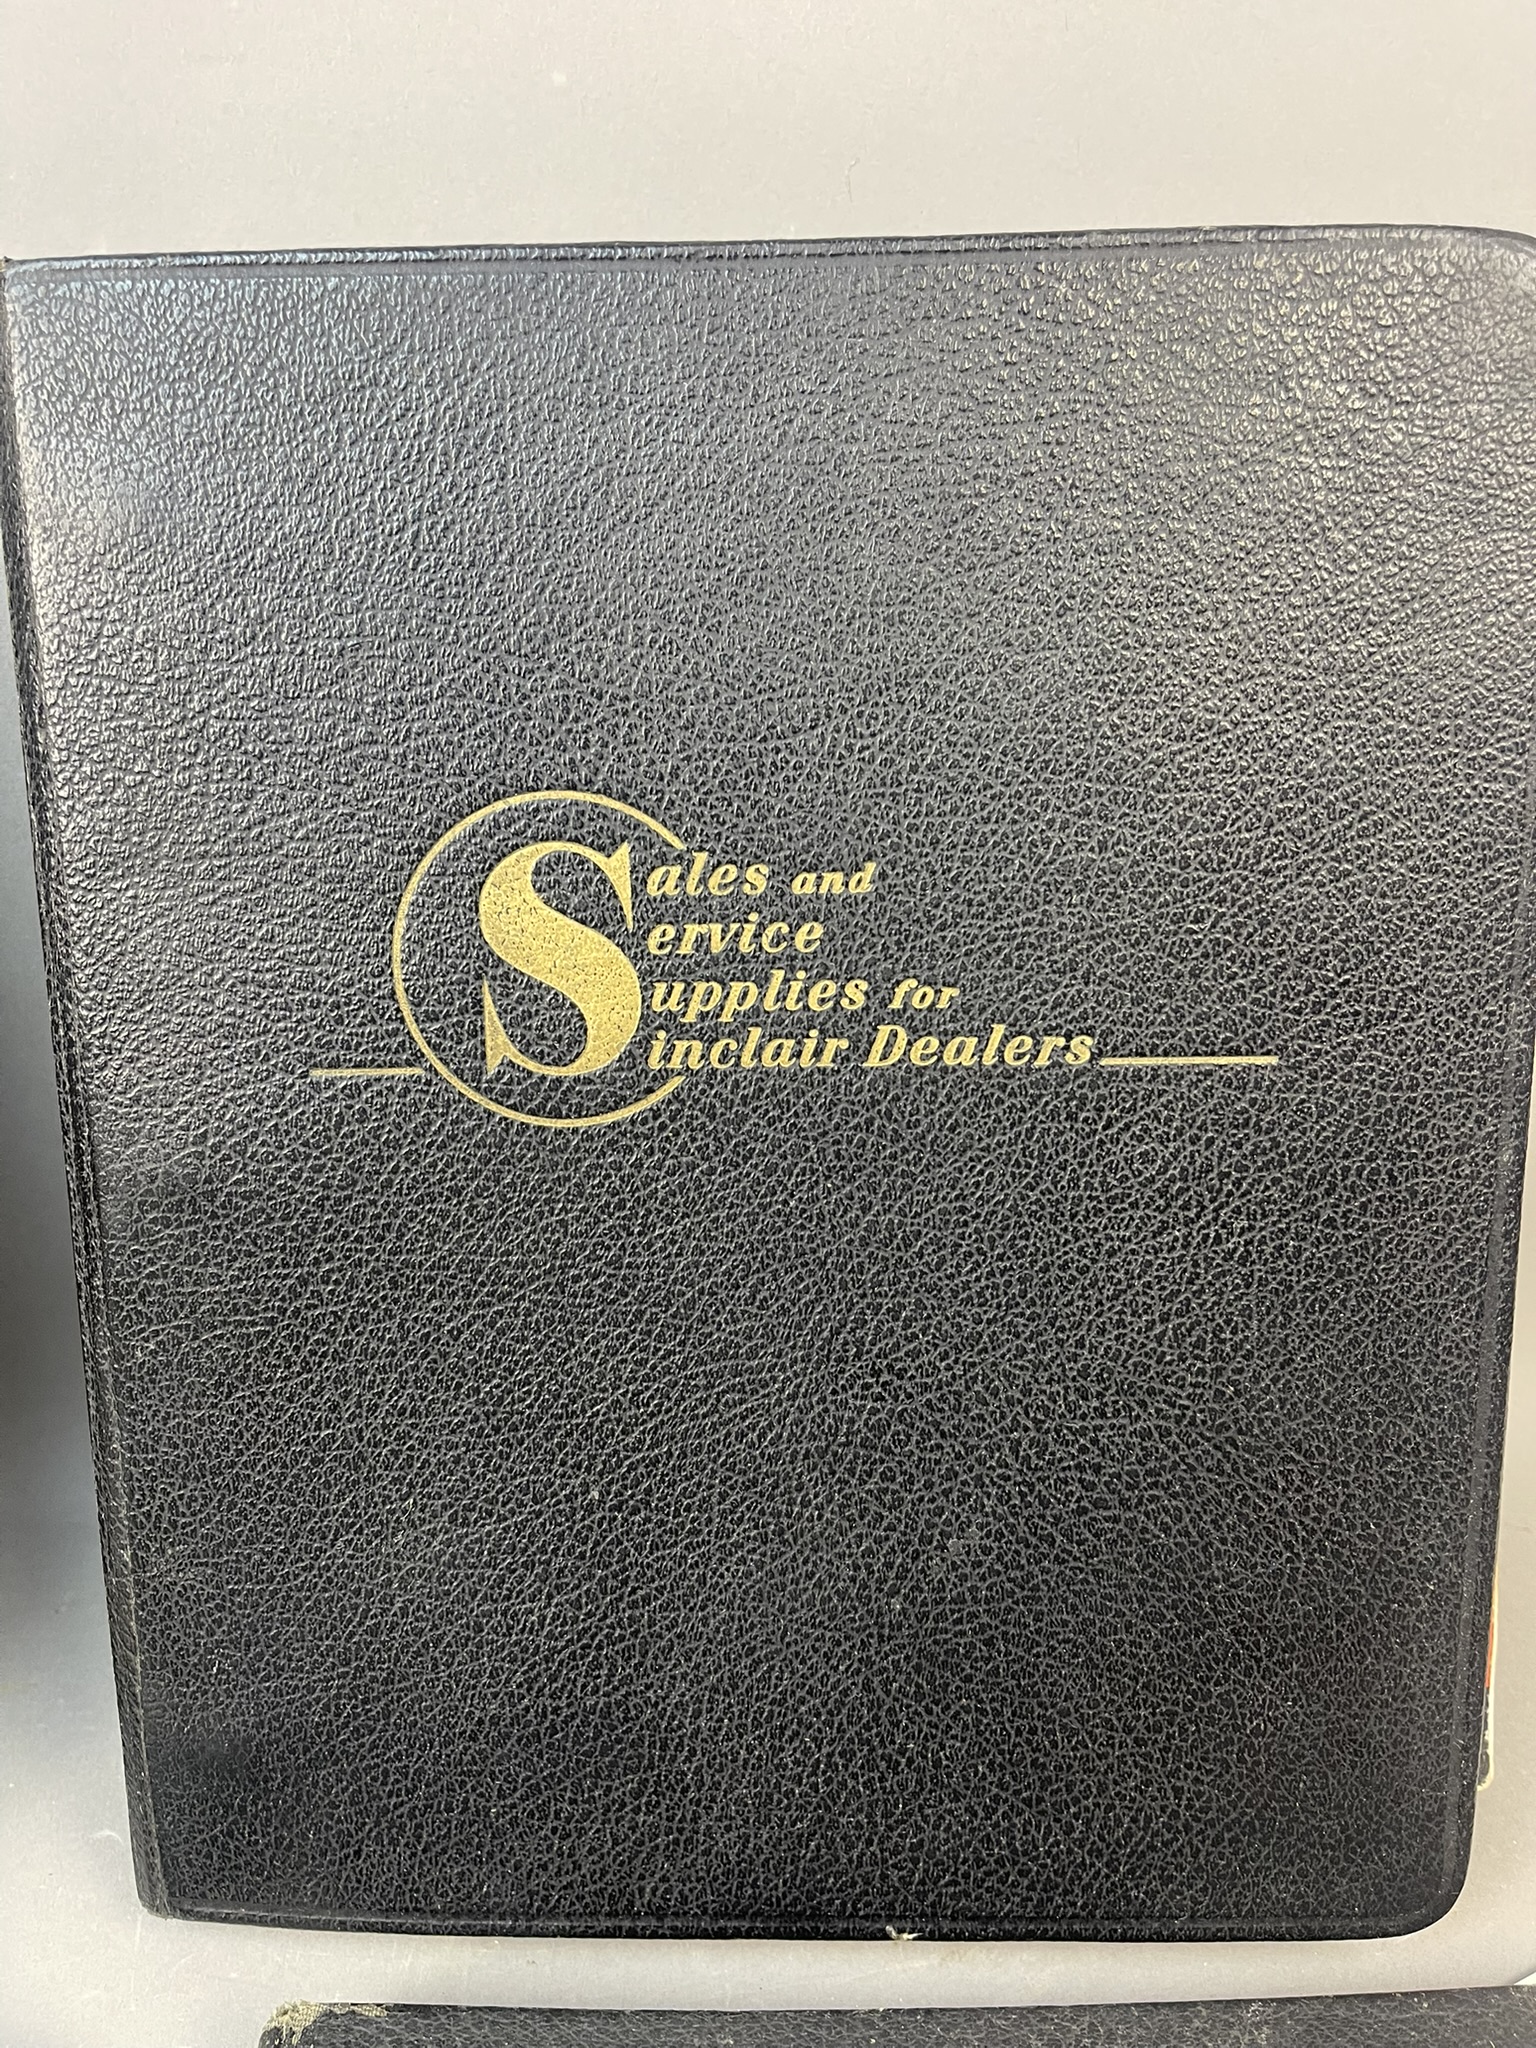 Sales and
Service
Supplies for
Sinclair Dealers